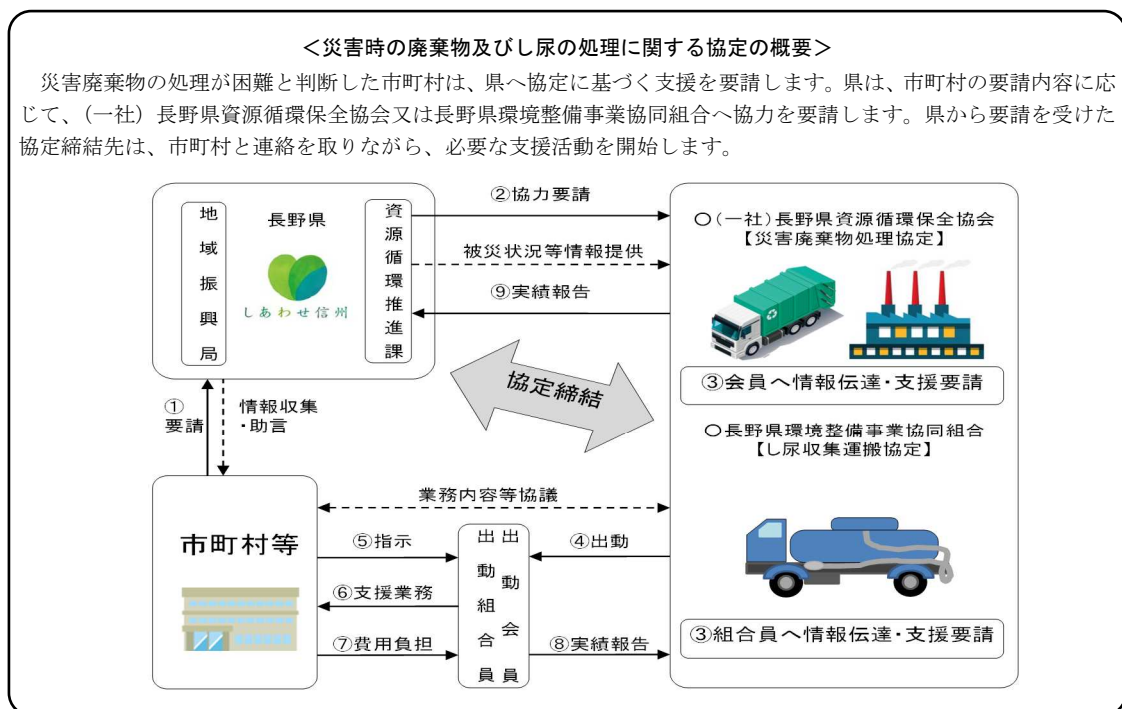 ＜災害時の廃棄物及びし尿の処理に関する協定の概要＞
災害廃棄物の処理が困難と判断した市町村は、県へ協定に基づく支援を要請します。県は、市町村の要請内容に応
じて、（一社）長野県資源循環保全協会又は長野県環境整備事業協同組合へ協力を要請します。県から要請を受けた
協定締結先は、市町村と連絡を取りながら、必要な支援活動を開始します。
地域振興局
長野県
しあわせ信州
資源循環推進課
②協力要請
被災状況等情報提供
⑨実績報告
〇（一社）長野県資源循環保全協会
【災害廃棄物処理協定】
③会員へ情報伝達・支援要請
協定締結
①
要請
情報収集
・助言
〇長野県環境整備事業協同組合
【し尿収集運搬協定】
市町村等
業務内容等協議
⑤指示
⑥支援業務
⑦費用負担
出動会員
出動組合員
④出動
⑧実績報告
③組合員へ情報伝達・支援要請